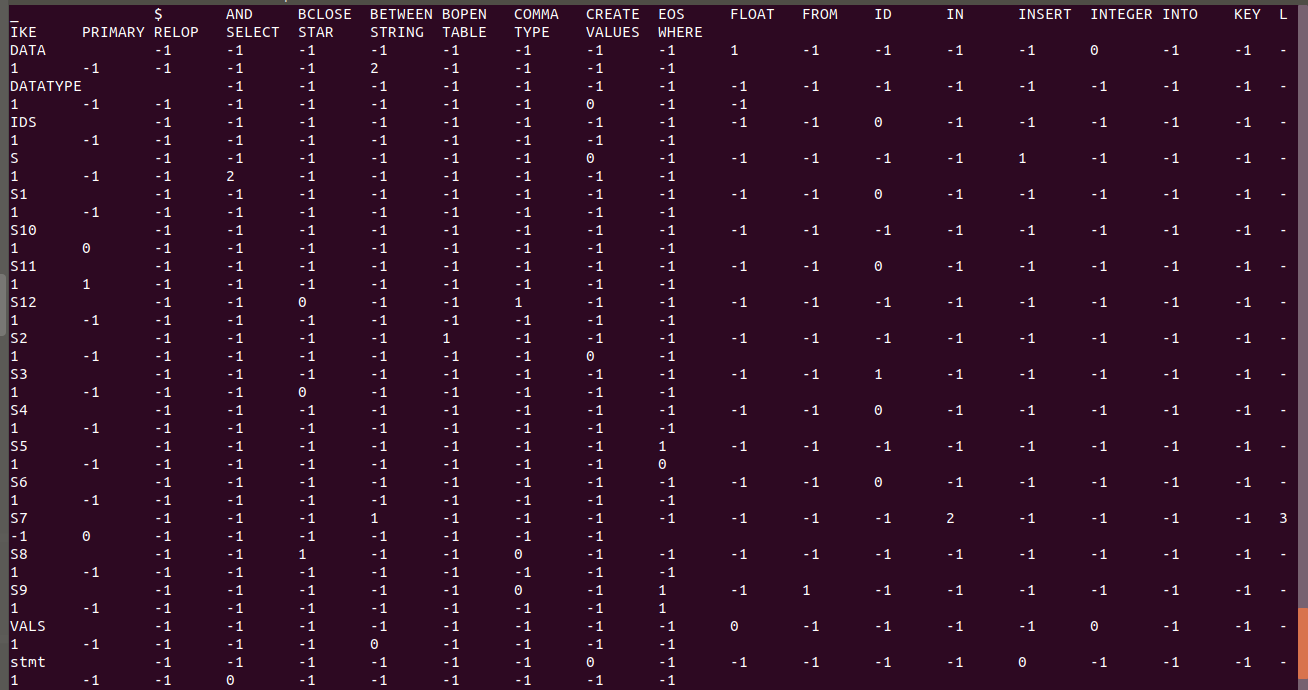 _ $ AND BCLOSE BETWEEN BOPEN COMMA CREATE EOS FLOAT FROM ID IN INSERT INTEGER INTO KEY L
IKE PRIMARY RELOP SELECT STAR STRING TABLE TYPE VALUES WHERE
DATA -1 -1 -1 -1 -1 -1 -1 -1 1 -1 -1 -1 -1 0 -1 -1 -
1 -1 -1 -1 -1 2 -1 -1 -1 -1
DATATYPE -1 -1 -1 -1 -1 -1 -1 -1 -1 -1 -1 -1 -1 -1 -1 -
1 -1 -1 -1 -1 -1 -1 -1 0 -1 -1
IDS -1 -1 -1 -1 -1 -1 -1 -1 -1 -1 0 -1 -1 -1 -1 -1 -
1 -1 -1 -1 -1 -1 -1 -1 -1 -1
S -1 -1 -1 -1 -1 -1 0 -1 -1 -1 -1 -1 1 -1 -1 -1 -
1 -1 -1 2 -1 -1 -1 -1 -1 -1
S1 -1 -1 -1 -1 -1 -1 -1 -1 -1 -1 0 -1 -1 -1 -1 -1 -
1 -1 -1 -1 -1 -1 -1 -1 -1 -1
S10 -1 -1 -1 -1 -1 -1 -1 -1 -1 -1 -1 -1 -1 -1 -1 -1 -
1 0 -1 -1 -1 -1 -1 -1 -1 -1
S11 -1 -1 -1 -1 -1 -1 -1 -1 -1 -1 0 -1 -1 -1 -1 -1 -
1 1 -1 -1 -1 -1 -1 -1 -1 -1
S12 -1 -1 0 -1 -1 1 -1 -1 -1 -1 -1 -1 -1 -1 -1 -1 -
1 -1 -1 -1 -1 -1 -1 -1 -1 -1
S2 -1 -1 -1 -1 1 -1 -1 -1 -1 -1 -1 -1 -1 -1 -1 -1 -
1 -1 -1 -1 -1 -1 -1 -1 0 -1
S3 -1 -1 -1 -1 -1 -1 -1 -1 -1 -1 1 -1 -1 -1 -1 -1 -
1 -1 -1 -1 0 -1 -1 -1 -1 -1
S4 -1 -1 -1 -1 -1 -1 -1 -1 -1 -1 0 -1 -1 -1 -1 -1 -
1 -1 -1 -1 -1 -1 -1 -1 -1 -1
S5 -1 -1 -1 -1 -1 -1 -1 1 -1 -1 -1 -1 -1 -1 -1 -1 -
1 -1 -1 -1 -1 -1 -1 -1 -1 0
S6 -1 -1 -1 -1 -1 -1 -1 -1 -1 -1 0 -1 -1 -1 -1 -1 -
1 -1 -1 -1 -1 -1 -1 -1 -1 -1
S7 -1 -1 -1 1 -1 -1 -1 -1 -1 -1 -1 2 -1 -1 -1 -1 3
-1 0 -1 -1 -1 -1 -1 -1 -1
S8 -1 -1 1 -1 -1 0 -1 -1 -1 -1 -1 -1 -1 -1 -1 -1 -
1 -1 -1 -1 -1 -1 -1 -1 -1 -1
S9 -1 -1 -1 -1 -1 0 -1 1 -1 1 -1 -1 -1 -1 -1 -1 -
1 -1 -1 -1 -1 -1 -1 -1 -1 1
VALS -1 -1 -1 -1 -1 -1 -1 -1 0 -1 -1 -1 -1 0 -1 -1 -
1 -1 -1 -1 -1 0 -1 -1 -1 -1
stmt -1 -1 -1 -1 -1 -1 0 -1 -1 -1 -1 -1 0 -1 -1 -1 -
1 -1 -1 0 -1 -1 -1 -1 -1 -1